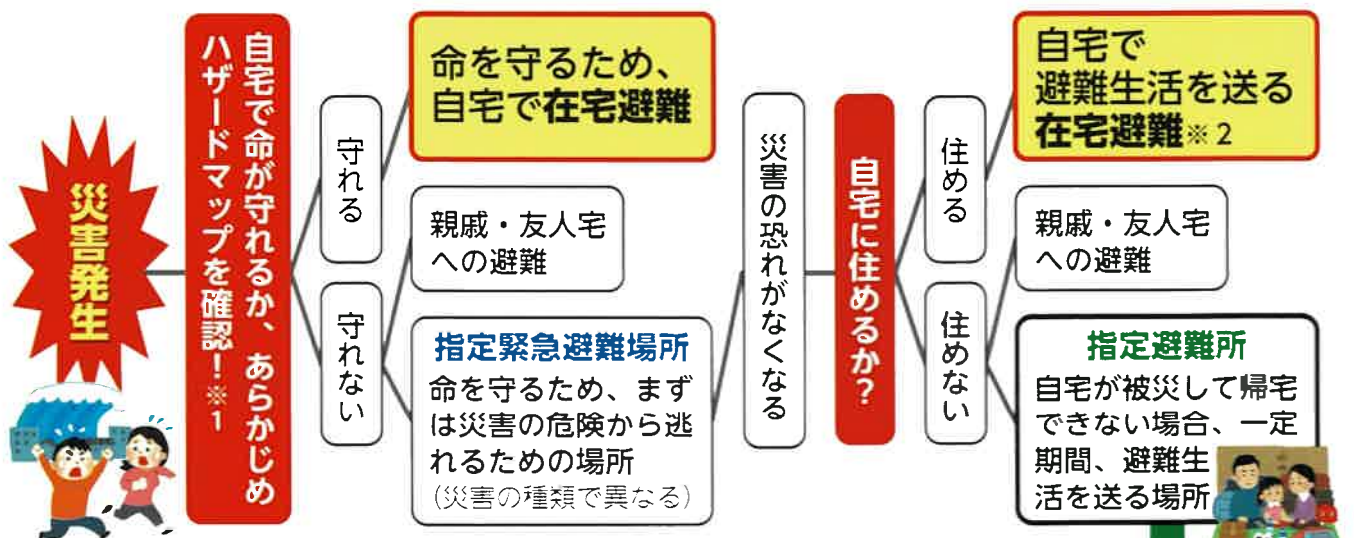 災害発生
自宅で命が守れるか、あらかじめ
ハザードマップを確認！※1
守れる
守れない
命を守るため、
自宅で在宅避難
親戚・友人宅
への避難
指定緊急避難場所
命を守るため、まず
は災害の危険から逃
れるための場所
(災害の種類で異なる)
災害の恐れがなくなる
自宅に住めるか？
住める
住めない
自宅で
避難生活を送る
在宅避難※2
親戚・友人宅
への避難
指定避難所
自宅が被災して帰宅
できない場合、一定
期間、避難生
活を送る場所